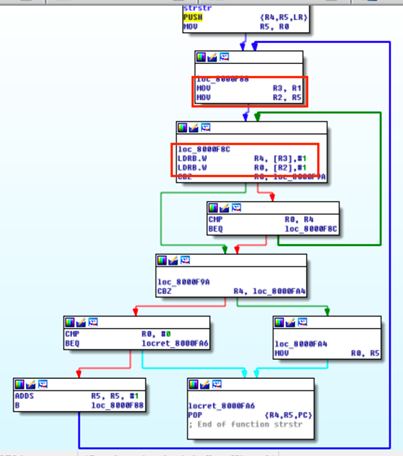 strstr
PUSH {R4,R5,LR}
MOV R5, R0
loc_8000F88
MOV R3, R1
MOV R2, R5
loc_8000F8C
LDRB.W R4, [R3],#1
LDRB.W R0, [R2],#1
CBZ R0, loc_8000F9A
CMP R0, R4
BEQ loc_8000F8C
loc_8000F9A
CBZ R4, loc_8000FA4
CMP R0, #0
BEQ locret_8000FA6
loc_8000FA4
MOV R0, R5
ADDS R5, R5, #1
B loc_8000F88
locret_8000FA6
POP {R4,R5,PC}
; End of function strstr